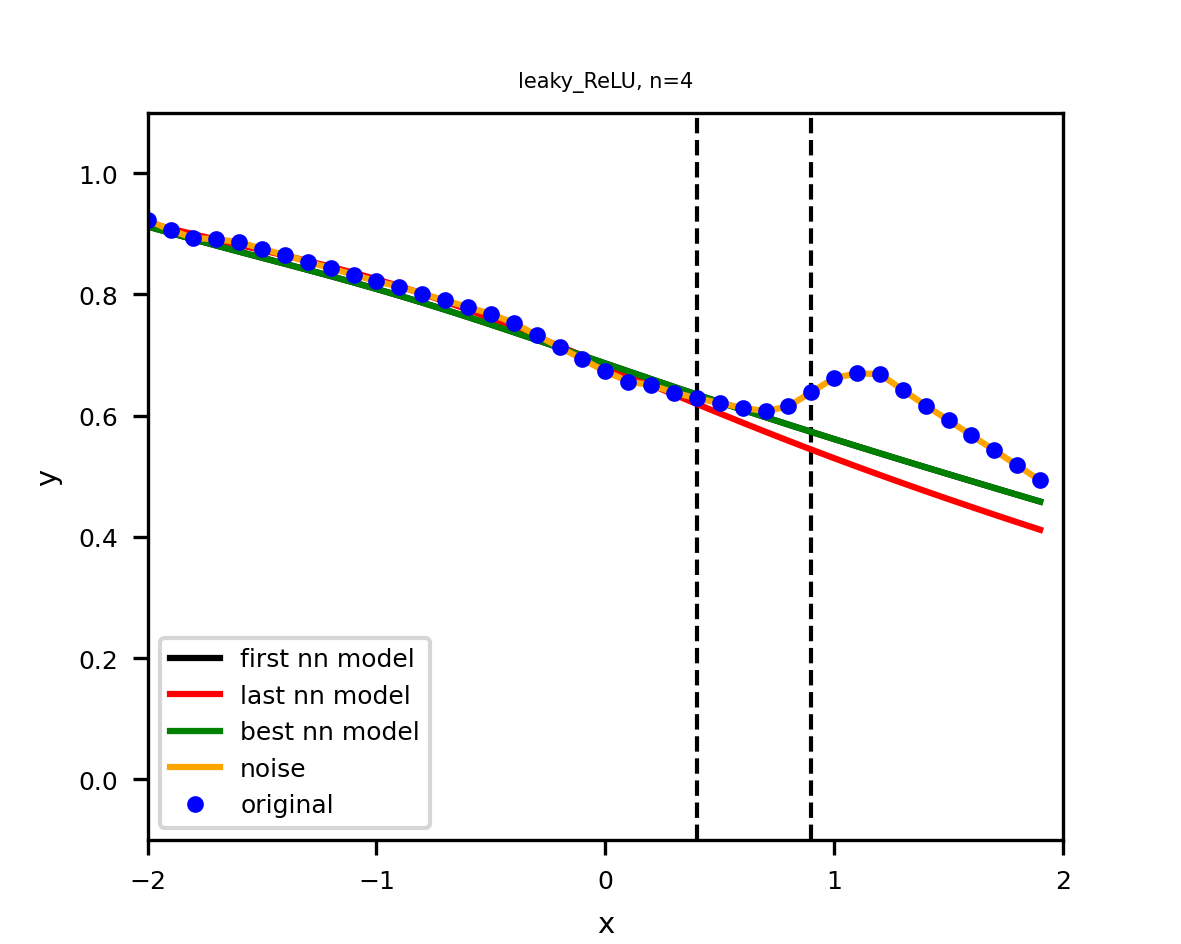 leaky_ReLU, n=4
1.0
0.8
0.6
0.4
0.2
0.0
y
first nn model
last nn model
best nn model
noise
original
−2
−1
0
1
2
x